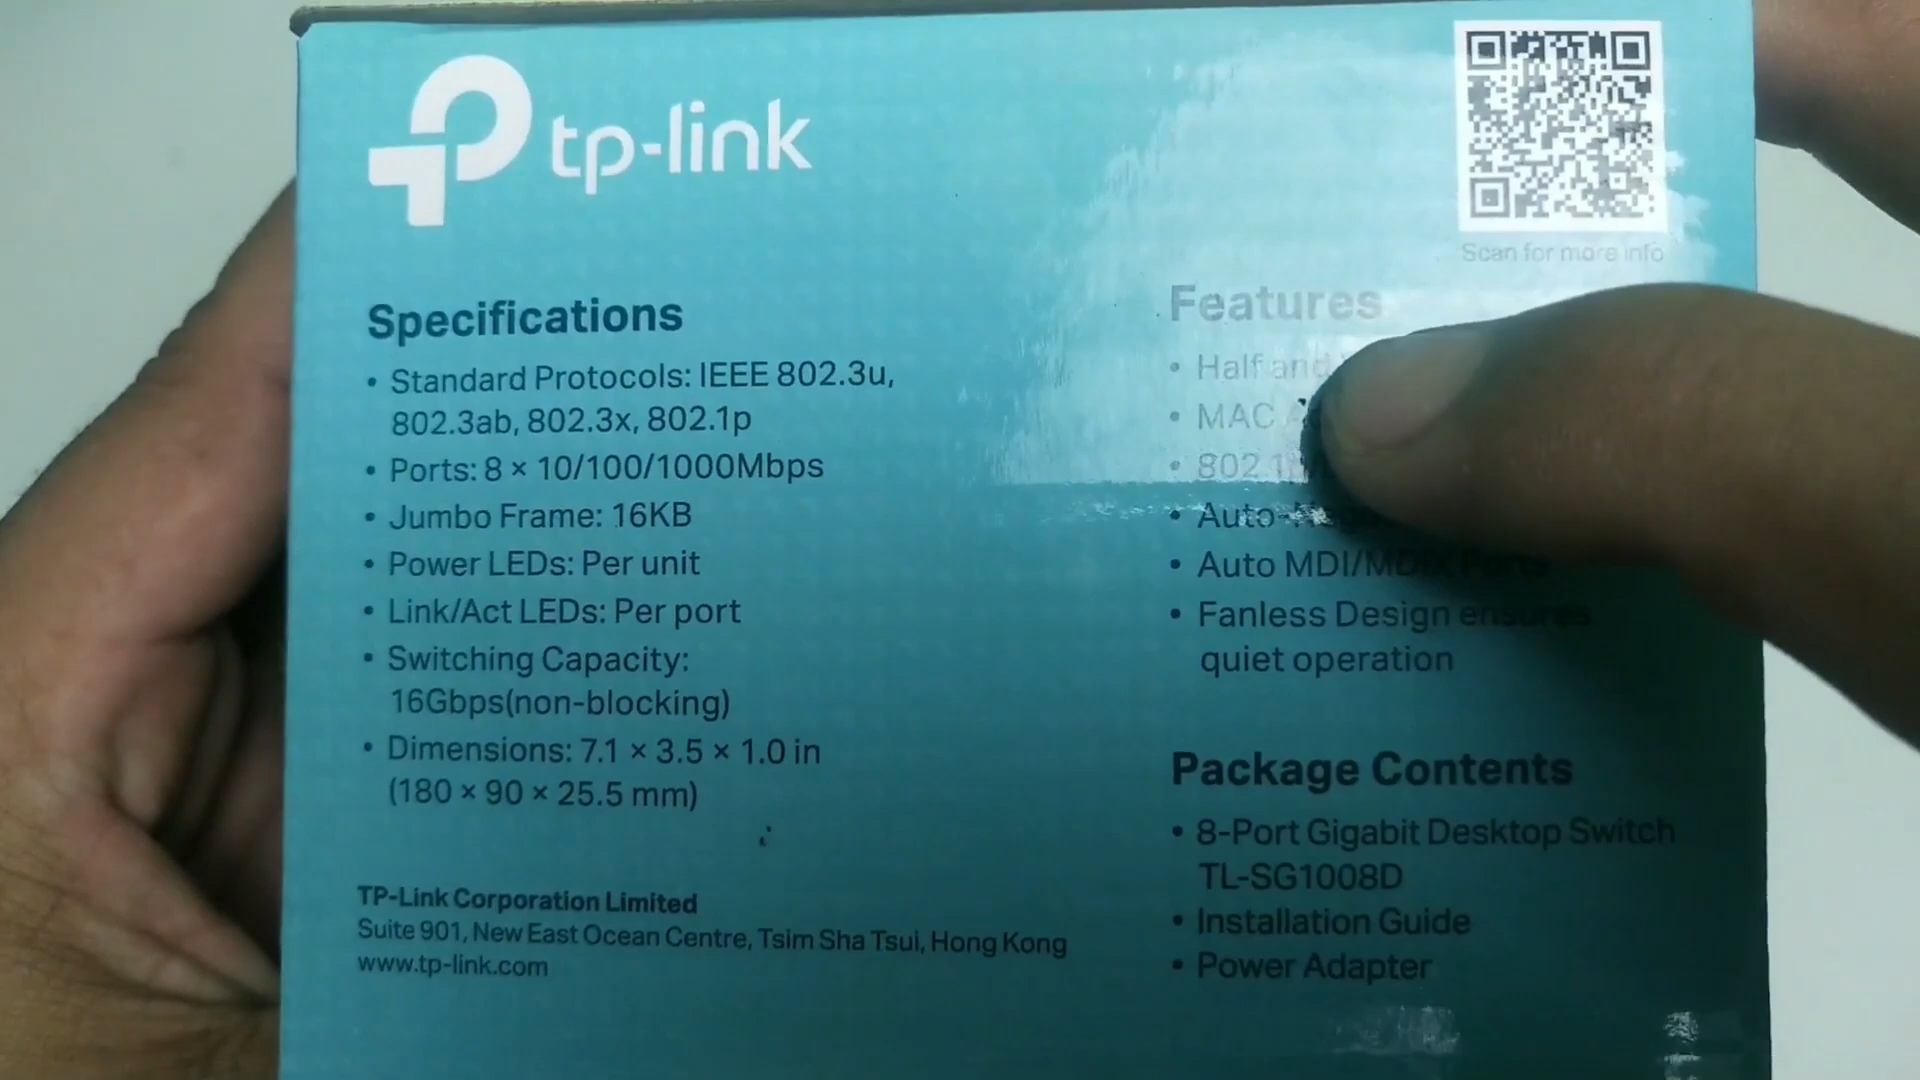 tp-link
Scan for more info
Specifications
• Standard Protocols: IEEE 802.3u,
802.3ab, 802.3x, 802.1p
• Ports: 8 × 10/100/1000Mbps
• Jumbo Frame: 16KB
• Power LEDs: Per unit
• Link/Act LEDs: Per port
• Switching Capacity:
16Gbps(non-blocking)
• Dimensions: 7.1 × 3.5 × 1.0 in
(180 × 90 × 25.5 mm)
TP-Link Corporation Limited
Suite 901, New East Ocean Centre, Tsim Sha Tsui, Hong Kong
www.tp-link.com
Features
• Half and
• MAC
•
• Auto-
• Auto MDI/MDIX Ports
• Fanless Design ensures
quiet operation
Package Contents
• 8-Port Gigabit Desktop Switch
TL-SG1008D
• Installation Guide
• Power Adapter